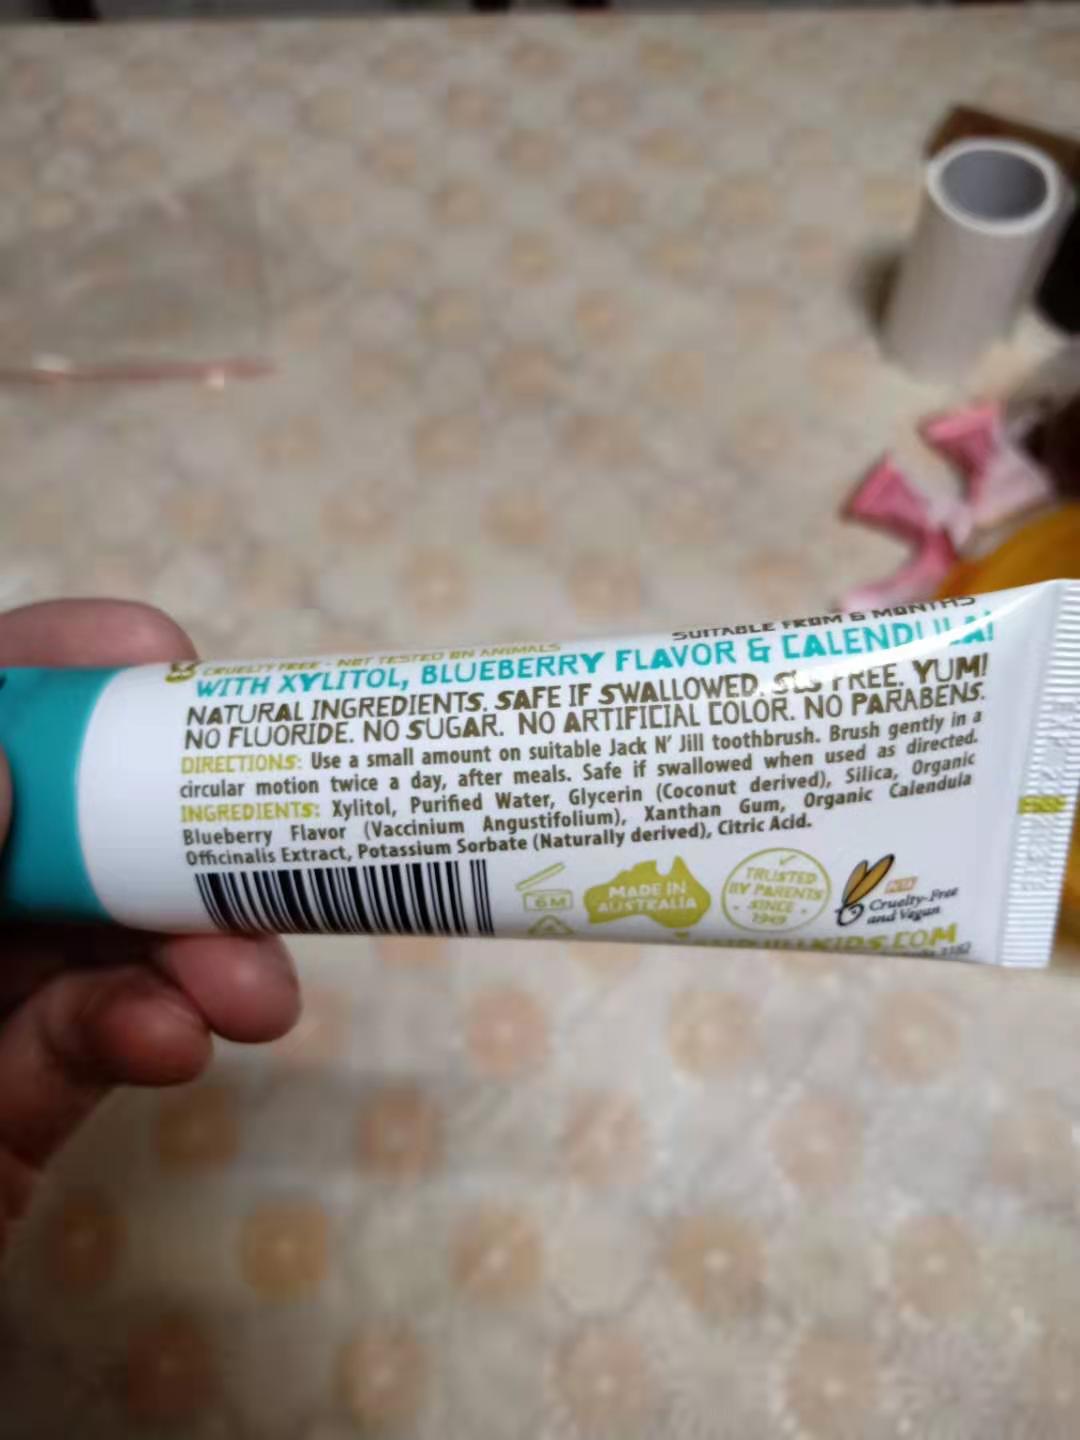 SUITABLE FROM 6 MONTHS
CRUELTY FREE - NOT TESTED ON ANIMALS
WITH XYLITOL, BLUEBERRY FLAVOR & CALENDULA!
NATURAL INGREDIENTS. SAFE IF SWALLOWED. SLS FREE. YUM!
NO FLUORIDE. NO SUGAR. NO ARTIFICIAL COLOR. NO PARABENS.
DIRECTIONS: Use a small amount on suitable Jack N' Jill toothbrush. Brush gently in a
circular motion twice a day, after meals. Safe if swallowed when used as directed.
INGREDIENTS: Xylitol, Purified Water, Glycerin (Coconut derived), Silica, Organic
Blueberry Flavor (Vaccinium Angustifolium), Xanthan Gum, Organic Calendula
Officinalis Extract, Potassium Sorbate (Naturally derived), Citric Acid.
6M
MADE IN
AUSTRALIA
TRUSTED
BY PARENTS
SINCE
1949
PETA
Cruelty-Free
and Vegan